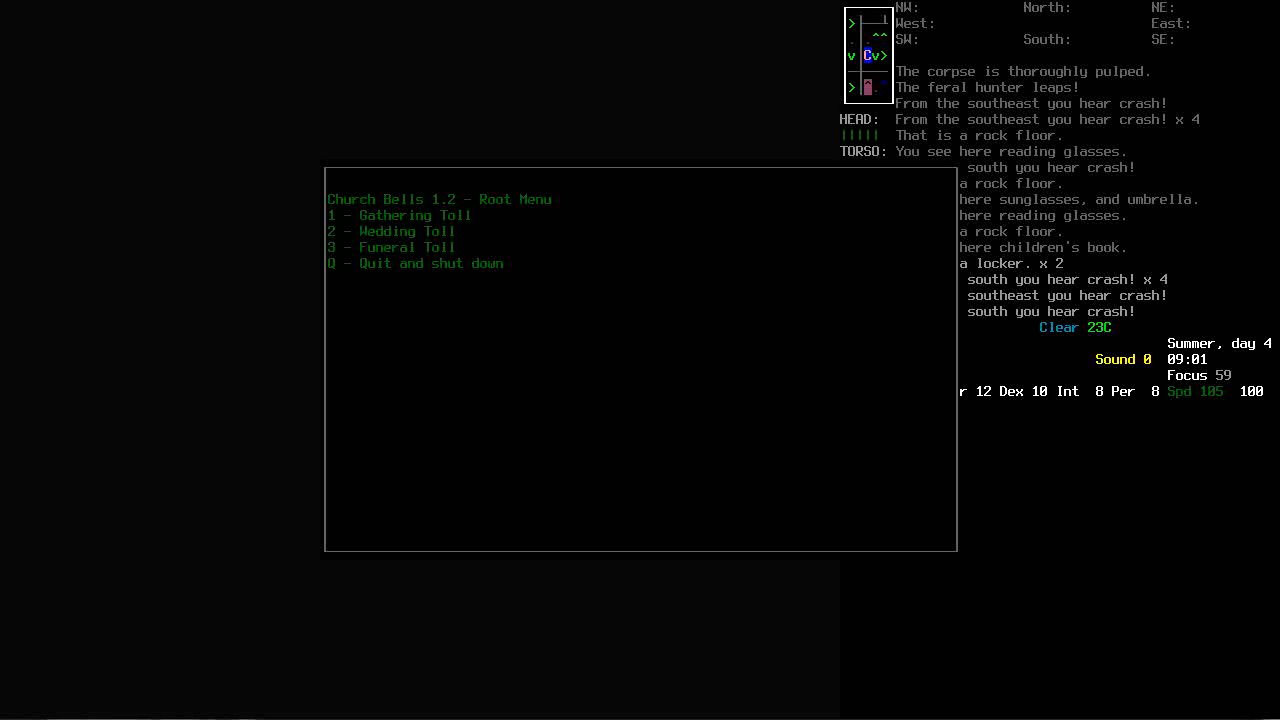 NW: North: NE:
West: East:
SW: South: SE:
The corpse is thoroughly pulped.
The feral hunter leaps!
From the southeast you hear crash!
HEAD: From the southeast you hear crash! x 4
||||| That is a rock floor.
TORSO: You see here reading glasses.
south you hear crash!
a rock floor.
here sunglasses, and umbrella.
here reading glasses.
a rock floor.
here children's book.
a locker. x 2
south you hear crash! x 4
southeast you hear crash!
south you hear crash!
Clear 23C
Summer, day 4
Sound 0 09:01
Focus 59
r 12 Dex 10 Int 8 Per 8 Spd 105 100
Church Bells 1.2 - Root Menu
1 - Gathering Toll
2 - Wedding Toll
3 - Funeral Toll
Q - Quit and shut down